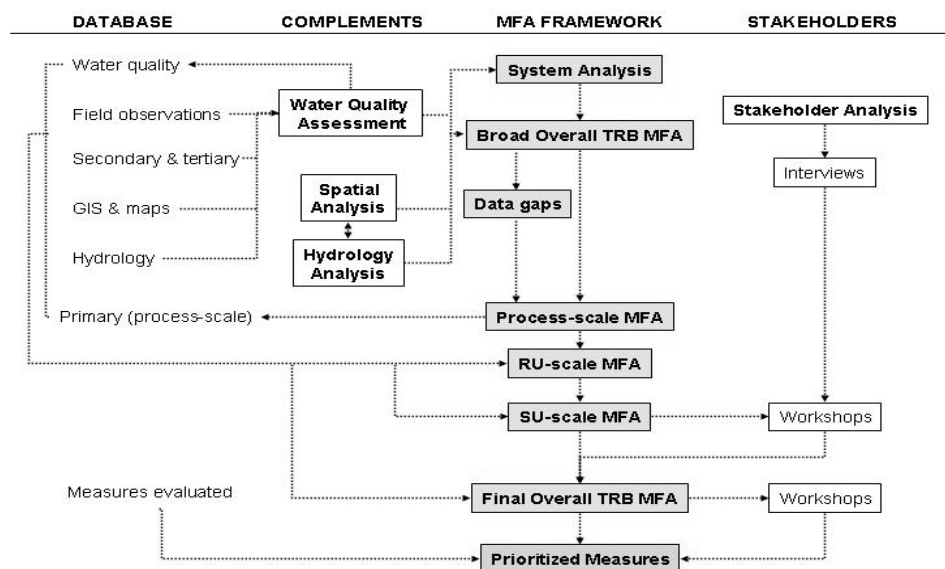 DATABASE COMPLEMENTS MFA FRAMEWORK STAKEHOLDERS
Water quality
System Analysis
Field observations
Water Quality
Assessment
Stakeholder Analysis
Broad Overall TRB MFA
Secondary & tertiary
Interviews
Spatial
Analysis
Data gaps
GIS & maps
Hydrology
Hydrology
Analysis
Primary (process-scale)
Process-scale MFA
RU-scale MFA
SU-scale MFA
Workshops
Measures evaluated
Final Overall TRB MFA
Workshops
Prioritized Measures